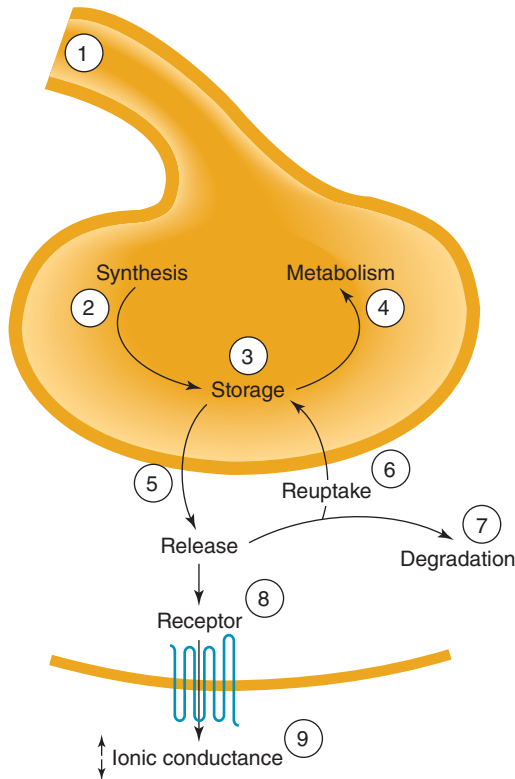 1
Synthesis
Metabolism
2
4
3
Storage
5
6
Reuptake
7
Release
Degradation
8
Receptor
9
Ionic conductance